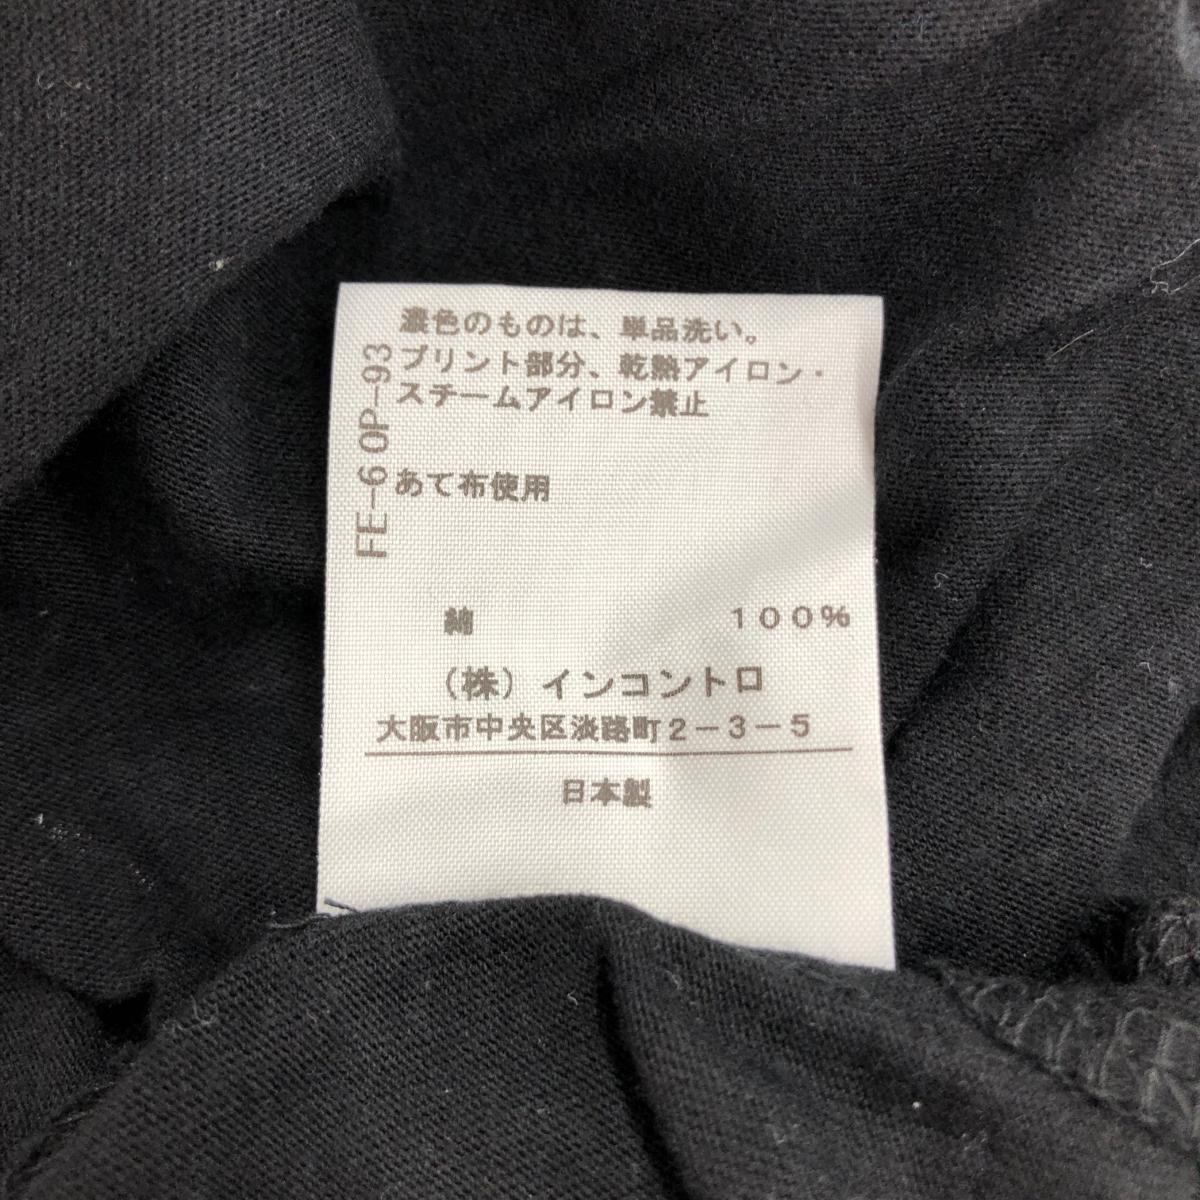 濃色のものは、単品洗い。
プリント部分、乾熱アイロン・
スチームアイロン禁止
あて布使用
FE-6 0P-93
綿 100%
(株) インコントロ
大阪市中央区淡路町2-3-5
日本製